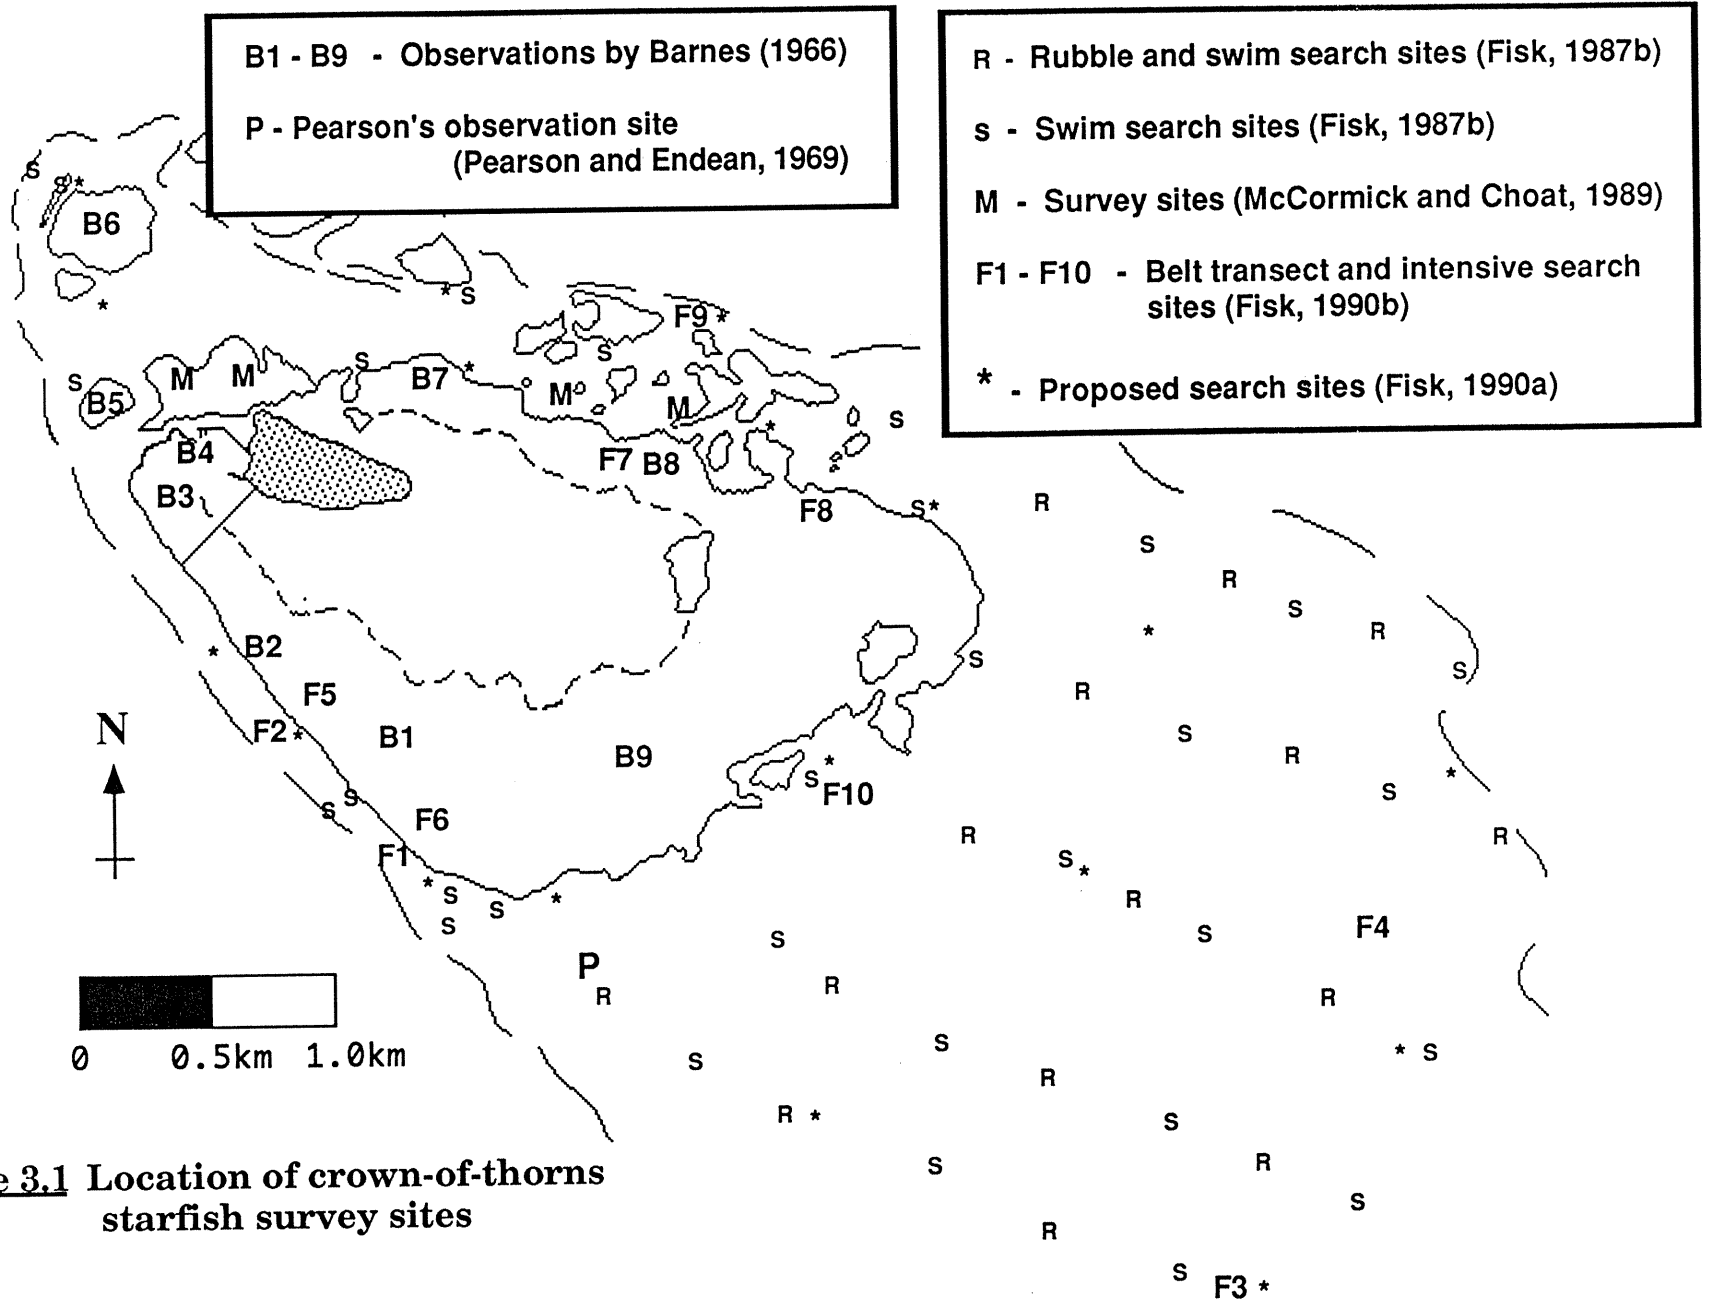 B1 - B9 - Observations by Barnes (1966)
P - Pearson's observation site
(Pearson and Endean, 1969)
R - Rubble and swim search sites (Fisk, 1987b)
s - Swim search sites (Fisk, 1987b)
M - Survey sites (McCormick and Choat, 1989)
F1 - F10 - Belt transect and intensive search
sites (Fisk, 1990b)
* - Proposed search sites (Fisk, 1990a)
S
S *
B6
*
* S
F9 *
S
S
M M
B7 *
S
B5
M
M
S
*
B4
F7 B8
B3
F8
S *
R
S
R
S
*
R
B2
*
S
S
F5
R
F2 *
B1
S
N
B9
R
*
S
F10
*
S
S
S
F6
R
R
F1
S *
*
S
*
R
S
S
F4
S
S
P
R
R
R
S
* S
0 0.5km 1.0km
S
R
R *
S
S
R
e 3.1 Location of crown-of-thorns
starfish survey sites
S
R
S
F3 *